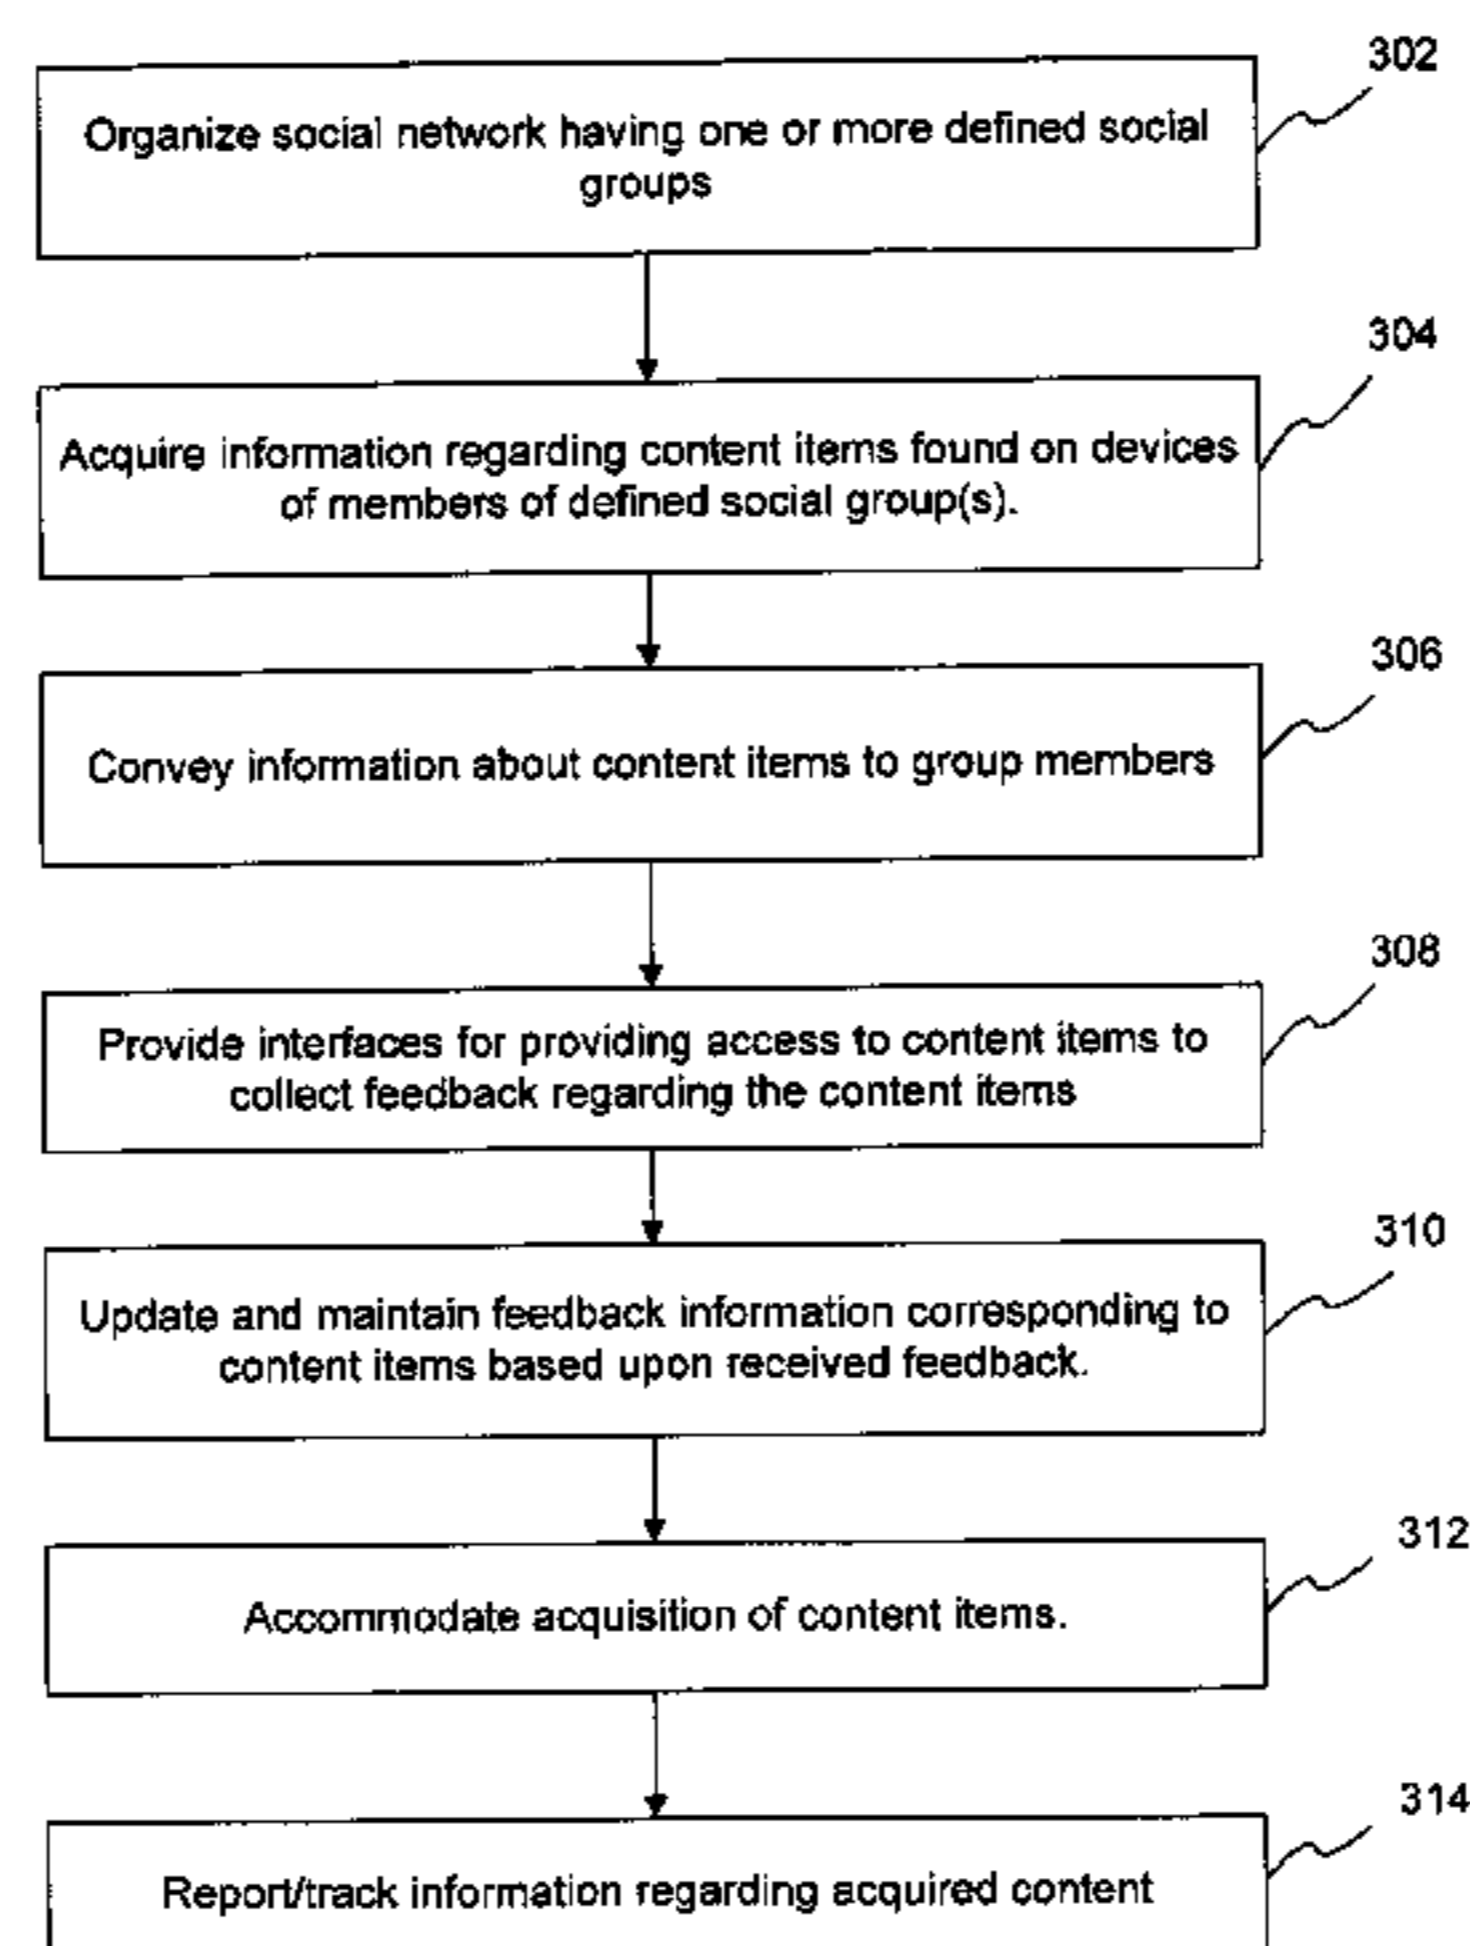 302
Organize social network having one or more defined social
groups
304
Acquire information regarding content items found on devices
of members of defined social group(s).
306
Convey information about content items to group members
308
Provide interfaces for providing access to content items to
collect feedback regarding the content items
310
Update and maintain feedback information corresponding to
content items based upon received feedback.
312
Accommodate acquisition of content items.
314
Report/track information regarding acquired content